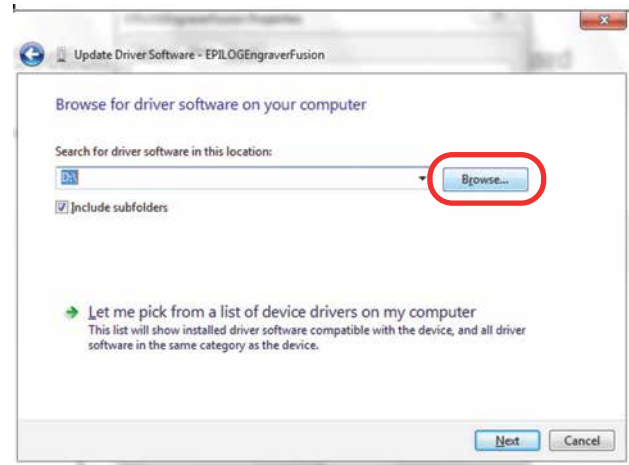 Update Driver Software - EPILOGEngraverFusion
Browse for driver software on your computer
Search for driver software in this location:
D:\
Browse...
Include subfolders
Let me pick from a list of device drivers on my computer
This list will show installed driver software compatible with the device, and all driver
software in the same category as the device.
Next Cancel